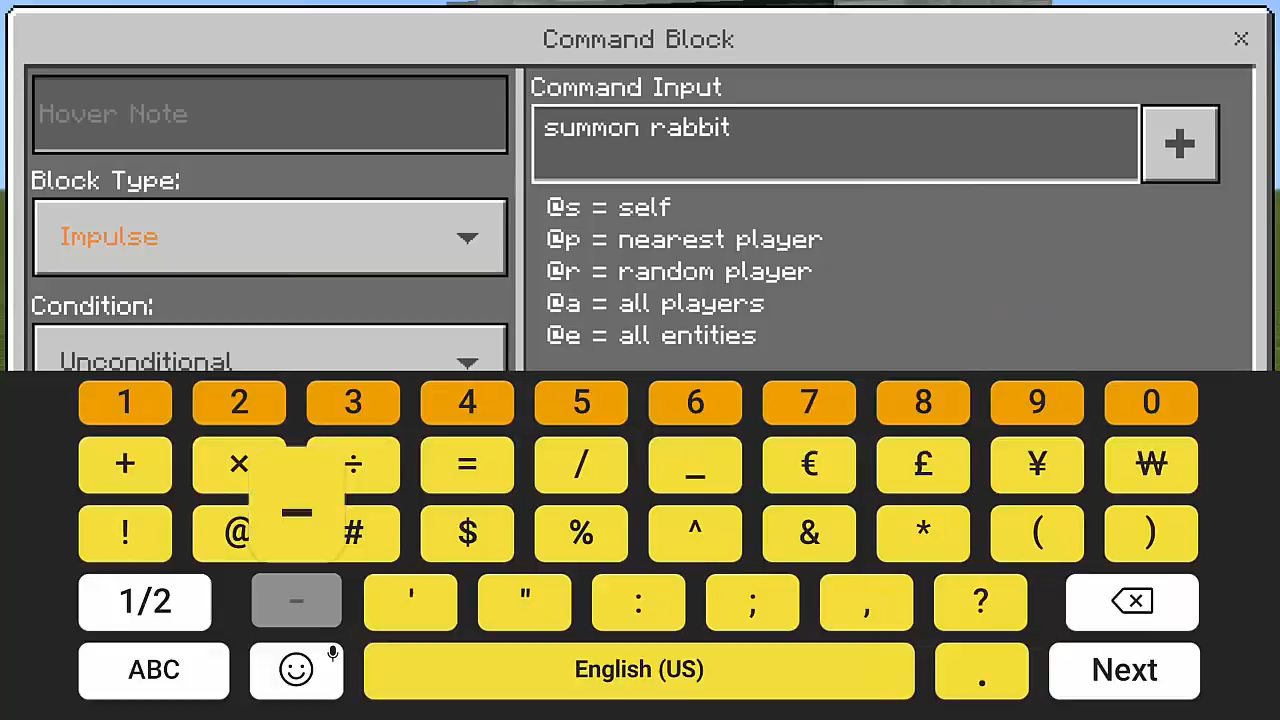 Command Block
Hover Note
Command Input
summon rabbit
Block Type:
Impulse
Condition:
Unconditional
@s = self
@p = nearest player
@r = random player
@a = all players
@e = all entities
1 2 3 4 5 6 7 8 9 0
+ × ÷ = / _ € £ ¥ ₩
! @ # $ % ^ & * ( )
-
1/2 - ' " : ; , ?
ABC English (US) . Next